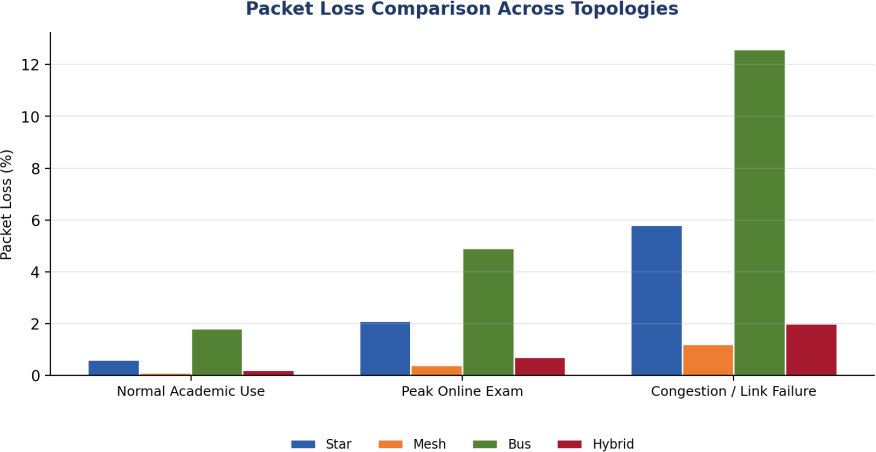 Packet Loss Comparison Across Topologies
Packet Loss (%)
12
10
8
6
4
2
0
Normal Academic Use Peak Online Exam Congestion / Link Failure
Star Mesh Bus Hybrid